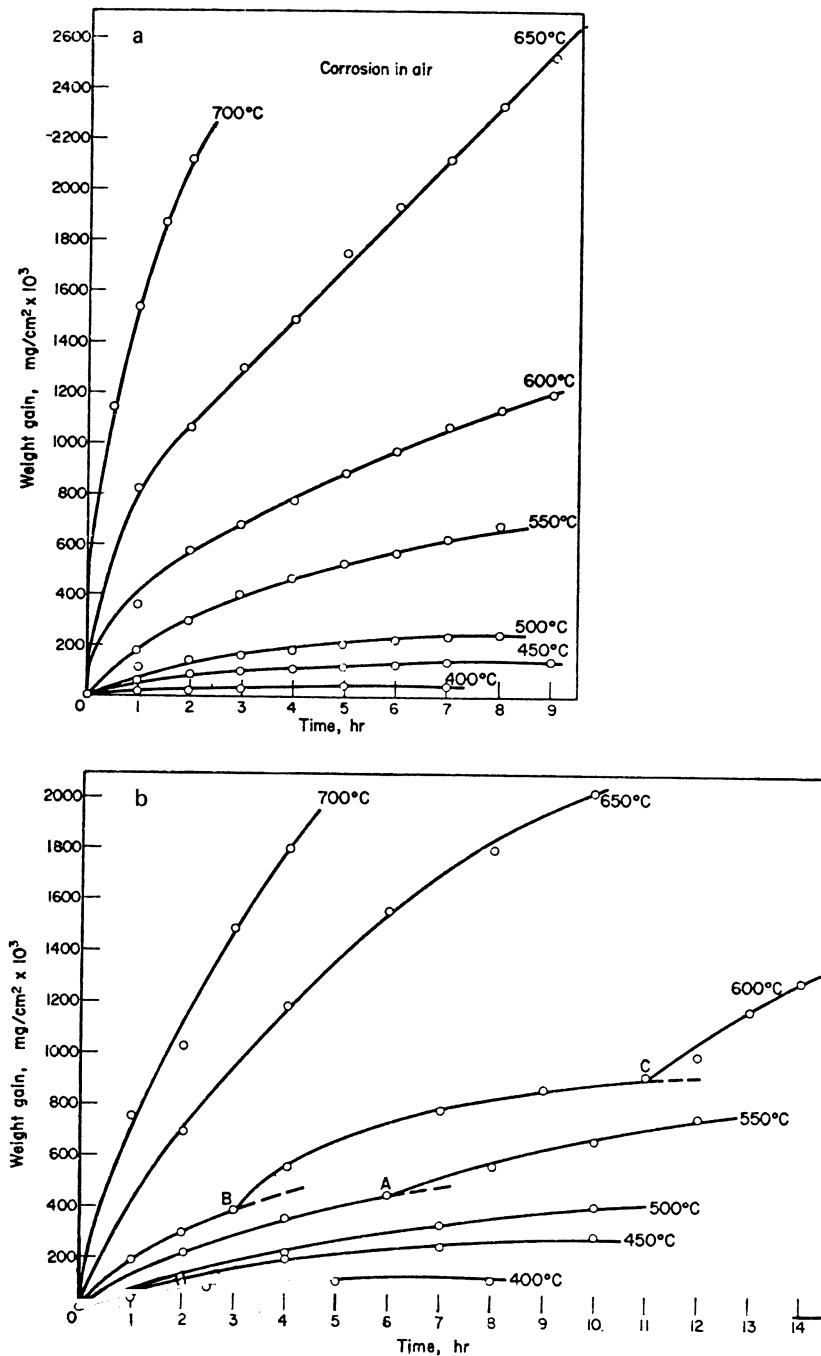 a
Corrosion in air
2600
2400
2200
2000
1800
1600
1400
1200
1000
800
600
400
200
0
Weight gain, mg/cm² x 10³
700°C
650°C
600°C
550°C
500°C
450°C
400°C
1 2 3 4 5 6 7 8 9
Time, hr
b
2000
1800
1600
1400
1200
1000
800
600
400
200
Weight gain, mg/cm² x 10³
700°C
650°C
600°C
C
550°C
B
A
500°C
450°C
400°C
1 2 3 4 5 6 7 8 9 10 11 12 13 14
Time, hr